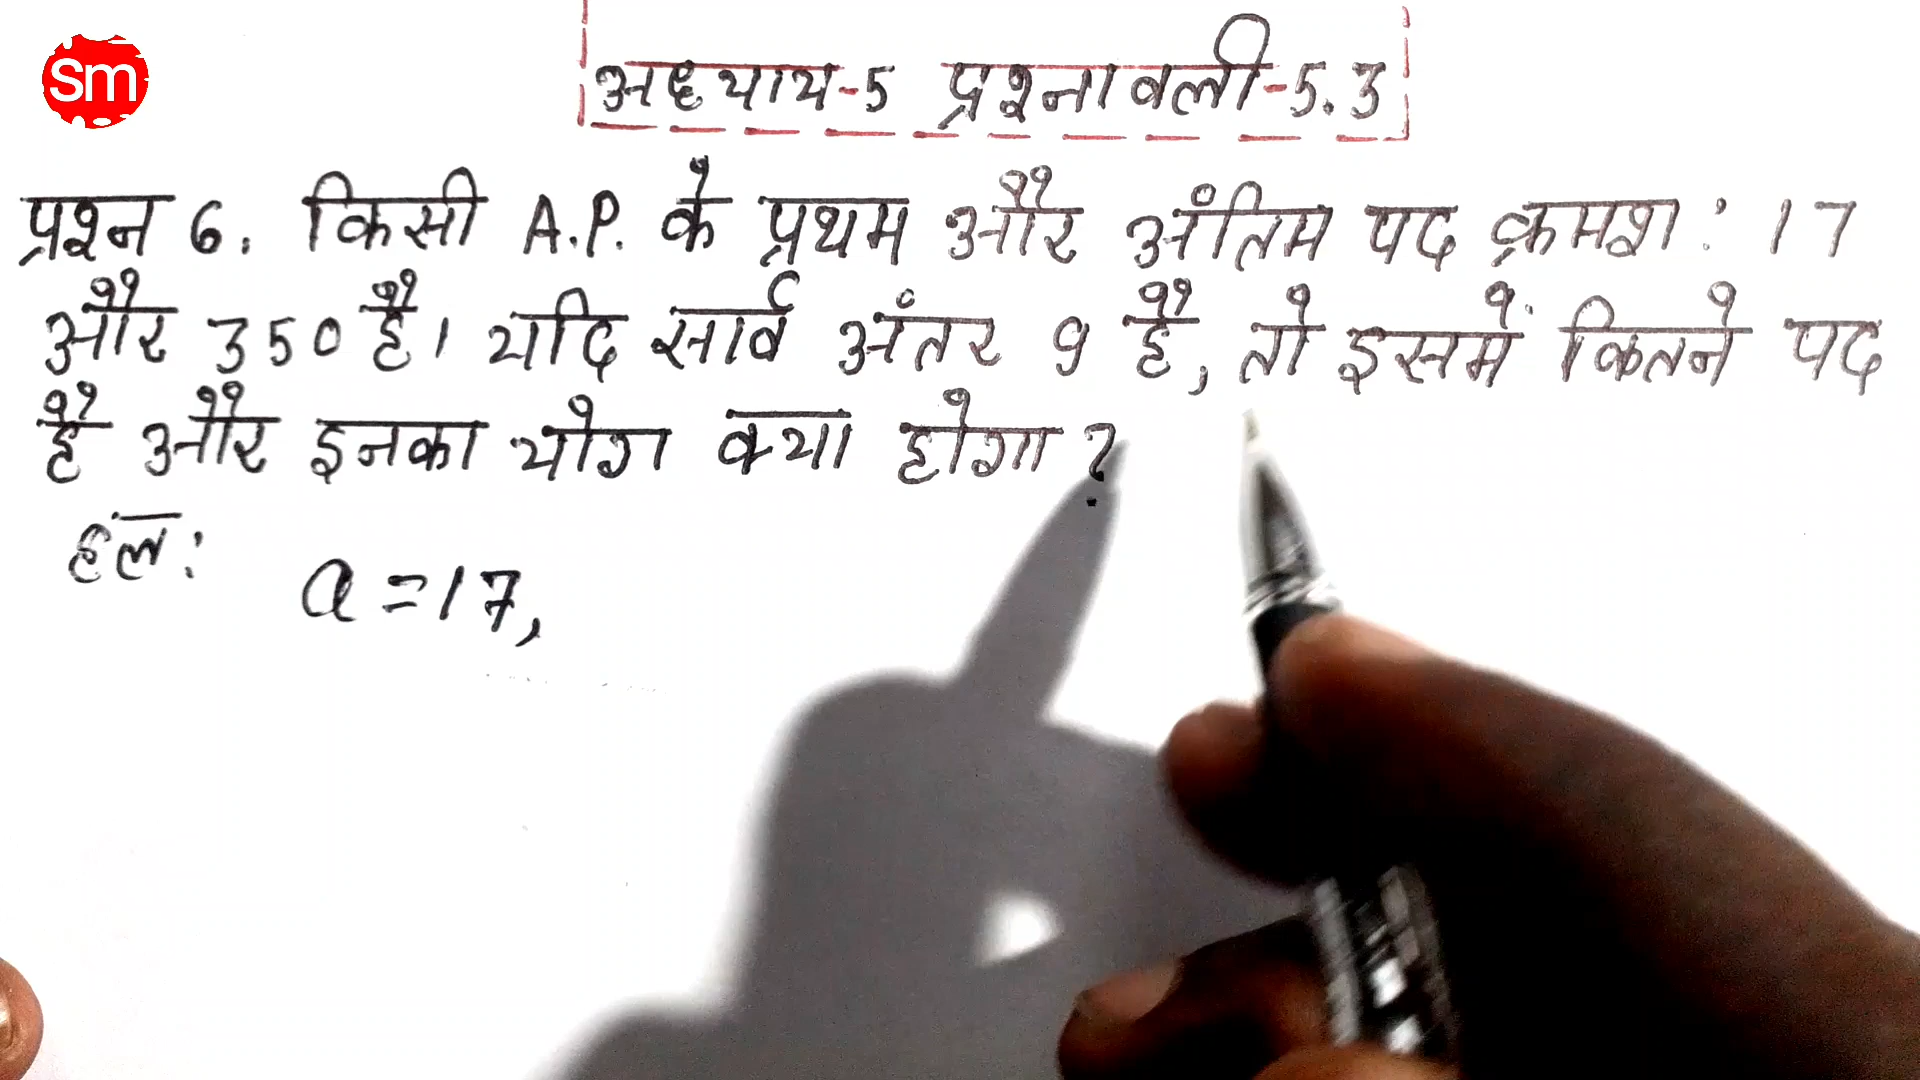 Sm
अध्याय-5 प्रश्नावली-5.3
प्रश्न 6. किसी A.P. के प्रथम और अंतिम पद क्रमश: 17
और 350 है। यदि सार्व अंतर 9 है, तो इसमें कितने पद
हैं और इनका योग क्या होगा?
हल:
a = 17,